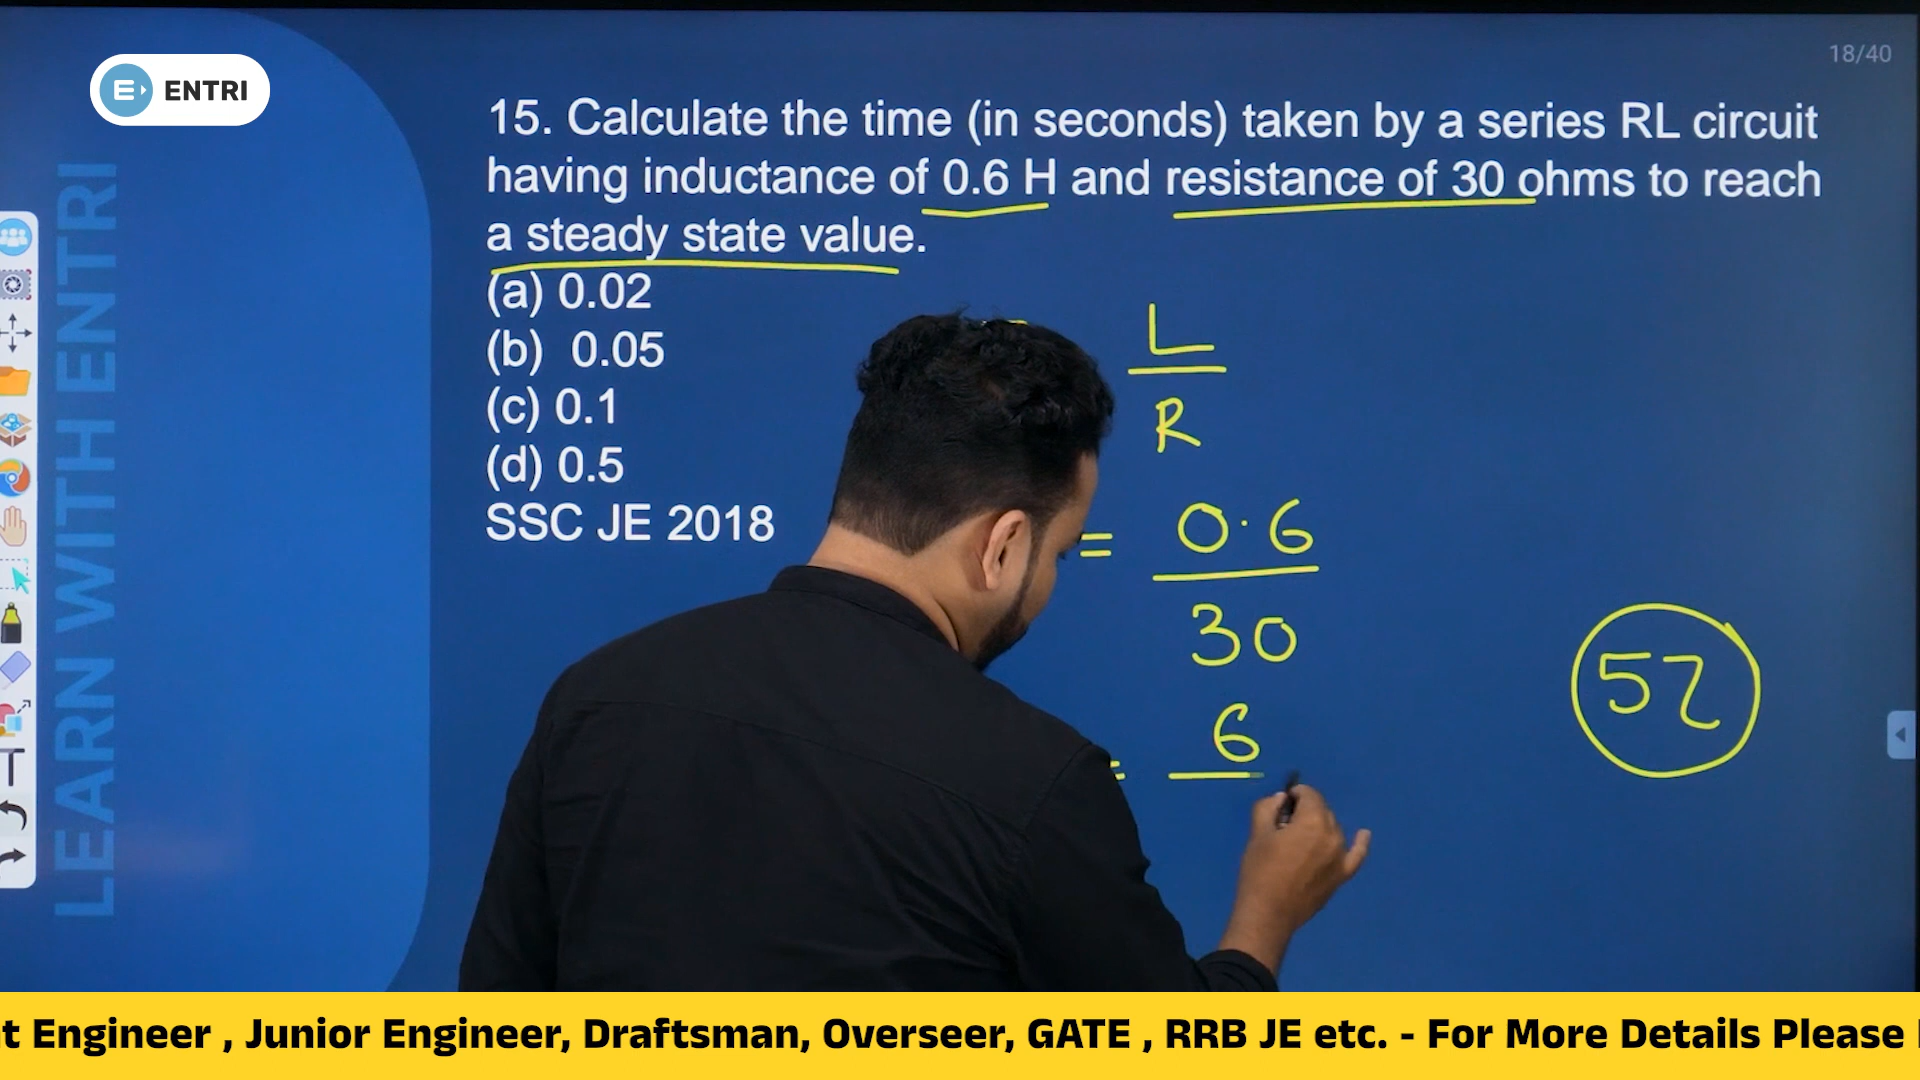 18/40
ENTRI
15. Calculate the time (in seconds) taken by a series RL circuit
having inductance of 0.6 H and resistance of 30 ohms to reach
a steady state value.
(a) 0.02
(b) 0.05
(c) 0.1
(d) 0.5
SSC JE 2018
LEARN WITH ENTRI
L
R
= 0.6
30
= 6
t Engineer , Junior Engineer, Draftsman, Overseer, GATE , RRB JE etc. - For More Details Please